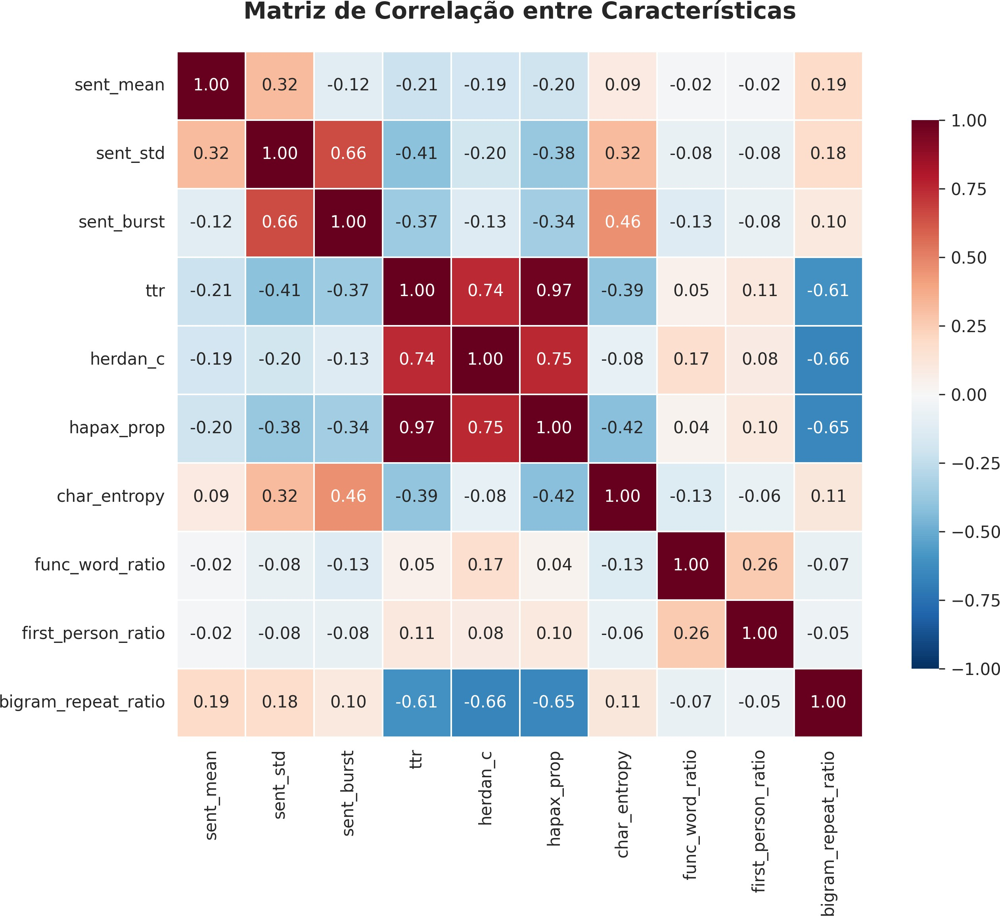 Matriz de Correlação entre Características
sent_mean 1.00 0.32 -0.12 -0.21 -0.19 -0.20 0.09 -0.02 -0.02 0.19
sent_std 0.32 1.00 0.66 -0.41 -0.20 -0.38 0.32 -0.08 -0.08 0.18
sent_burst -0.12 0.66 1.00 -0.37 -0.13 -0.34 0.46 -0.13 -0.08 0.10
ttr -0.21 -0.41 -0.37 1.00 0.74 0.97 -0.39 0.05 0.11 -0.61
herdan_c -0.19 -0.20 -0.13 0.74 1.00 0.75 -0.08 0.17 0.08 -0.66
hapax_prop -0.20 -0.38 -0.34 0.97 0.75 1.00 -0.42 0.04 0.10 -0.65
char_entropy 0.09 0.32 0.46 -0.39 -0.08 -0.42 1.00 -0.13 -0.06 0.11
func_word_ratio -0.02 -0.08 -0.13 0.05 0.17 0.04 -0.13 1.00 0.26 -0.07
first_person_ratio -0.02 -0.08 -0.08 0.11 0.08 0.10 -0.06 0.26 1.00 -0.05
bigram_repeat_ratio 0.19 0.18 0.10 -0.61 -0.66 -0.65 0.11 -0.07 -0.05 1.00
sent_mean
sent_std
sent_burst
ttr
herdan_c
hapax_prop
char_entropy
func_word_ratio
first_person_ratio
bigram_repeat_ratio
1.00
0.75
0.50
0.25
0.00
−0.25
−0.50
−0.75
−1.00